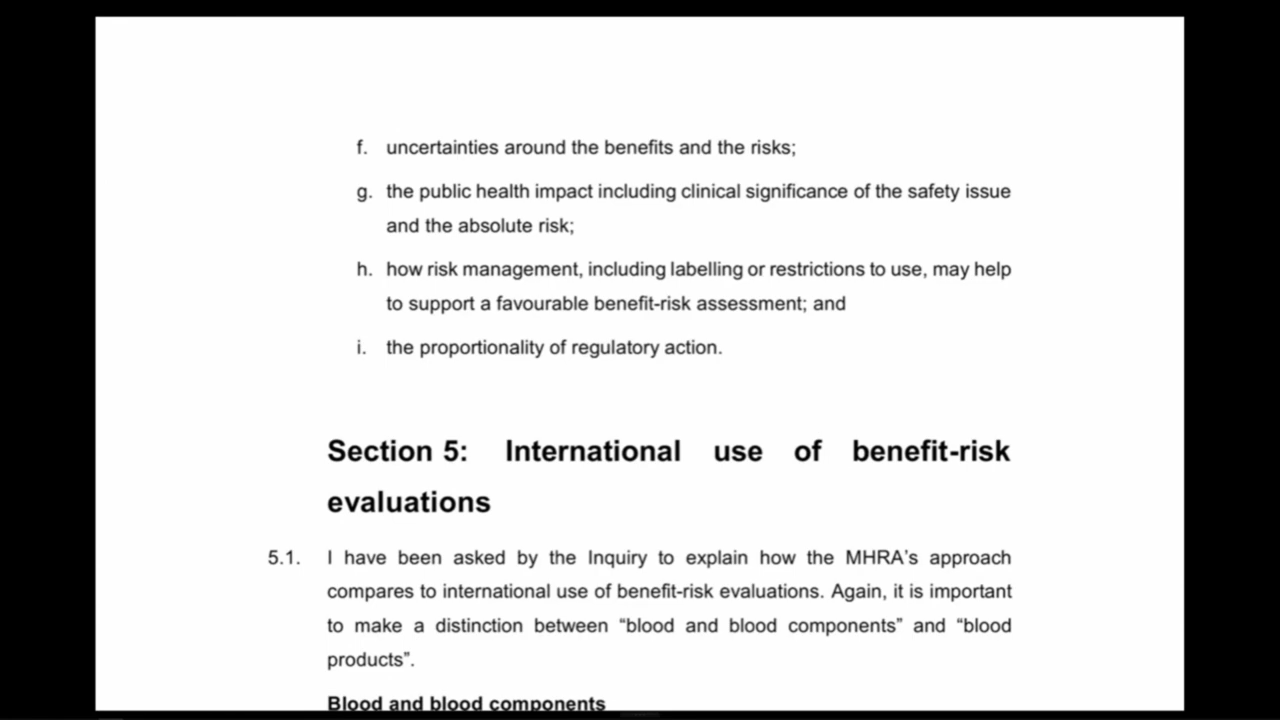 f. uncertainties around the benefits and the risks;
g. the public health impact including clinical significance of the safety issue
and the absolute risk;
h. how risk management, including labelling or restrictions to use, may help
to support a favourable benefit-risk assessment; and
i. the proportionality of regulatory action.
Section 5: International use of benefit-risk
evaluations
5.1. I have been asked by the Inquiry to explain how the MHRA’s approach
compares to international use of benefit-risk evaluations. Again, it is important
to make a distinction between “blood and blood components” and “blood
products”.
Blood and blood components